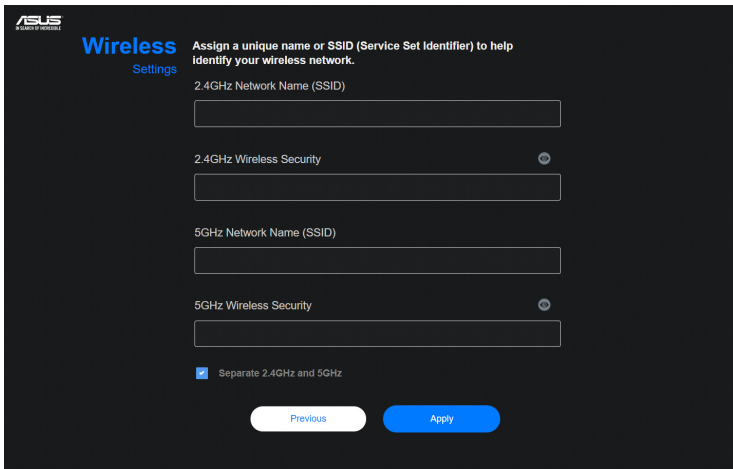 ASUS
IN SEARCH OF INCREDIBLE
Wireless
Settings
Assign a unique name or SSID (Service Set Identifier) to help
identify your wireless network.
2.4GHz Network Name (SSID)
2.4GHz Wireless Security
5GHz Network Name (SSID)
5GHz Wireless Security
Separate 2.4GHz and 5GHz
Previous
Apply